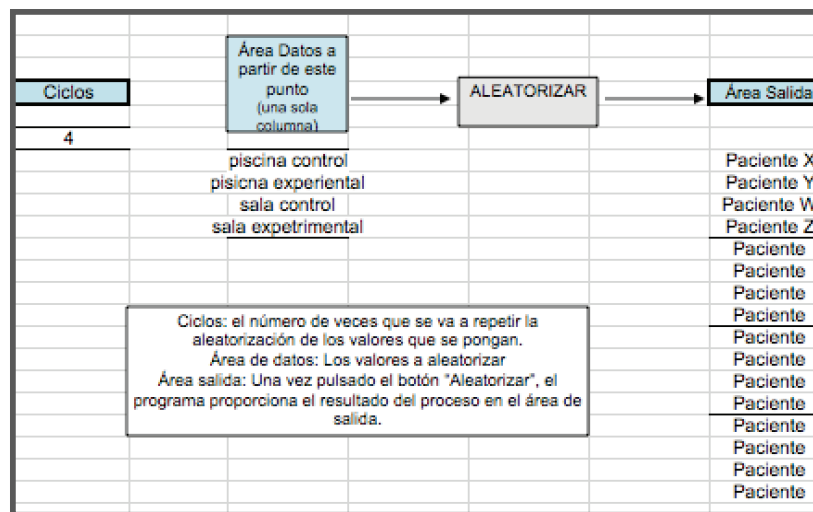 Ciclos
4
Área Datos a
partir de este
punto
(una sola
columna)
ALEATORIZAR
Área Salida
piscina control
pisicna experiental
sala control
sala expetrimental
Paciente X
Paciente Y
Paciente W
Paciente Z
Paciente
Paciente
Paciente
Paciente
Paciente
Paciente
Paciente
Paciente
Paciente
Paciente
Paciente
Paciente
Ciclos: el número de veces que se va a repetir la
aleatorización de los valores que se pongan.
Área de datos: Los valores a aleatorizar
Área salida: Una vez pulsado el botón "Aleatorizar", el
programa proporciona el resultado del proceso en el área de
salida.